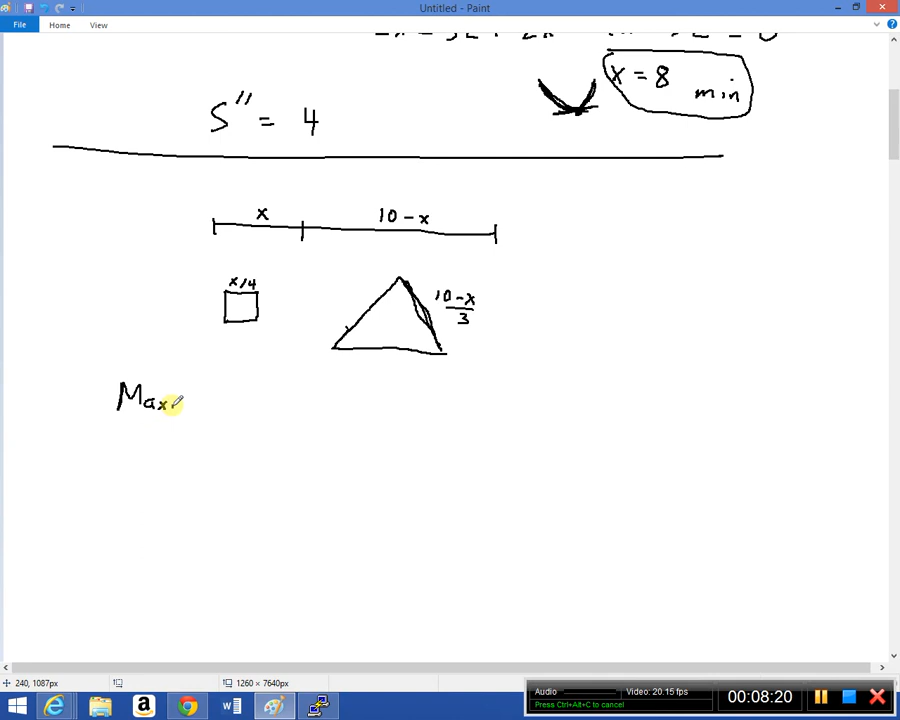 Untitled - Paint
File Home View
x = 8
min
S'' = 4
x 10 - x
x/4
10 - x
3
Max
240, 1087px
1260 × 7640px
Audio
Video: 20.15 fps
Press Ctrl+Alt+C to cancel
00:08:20